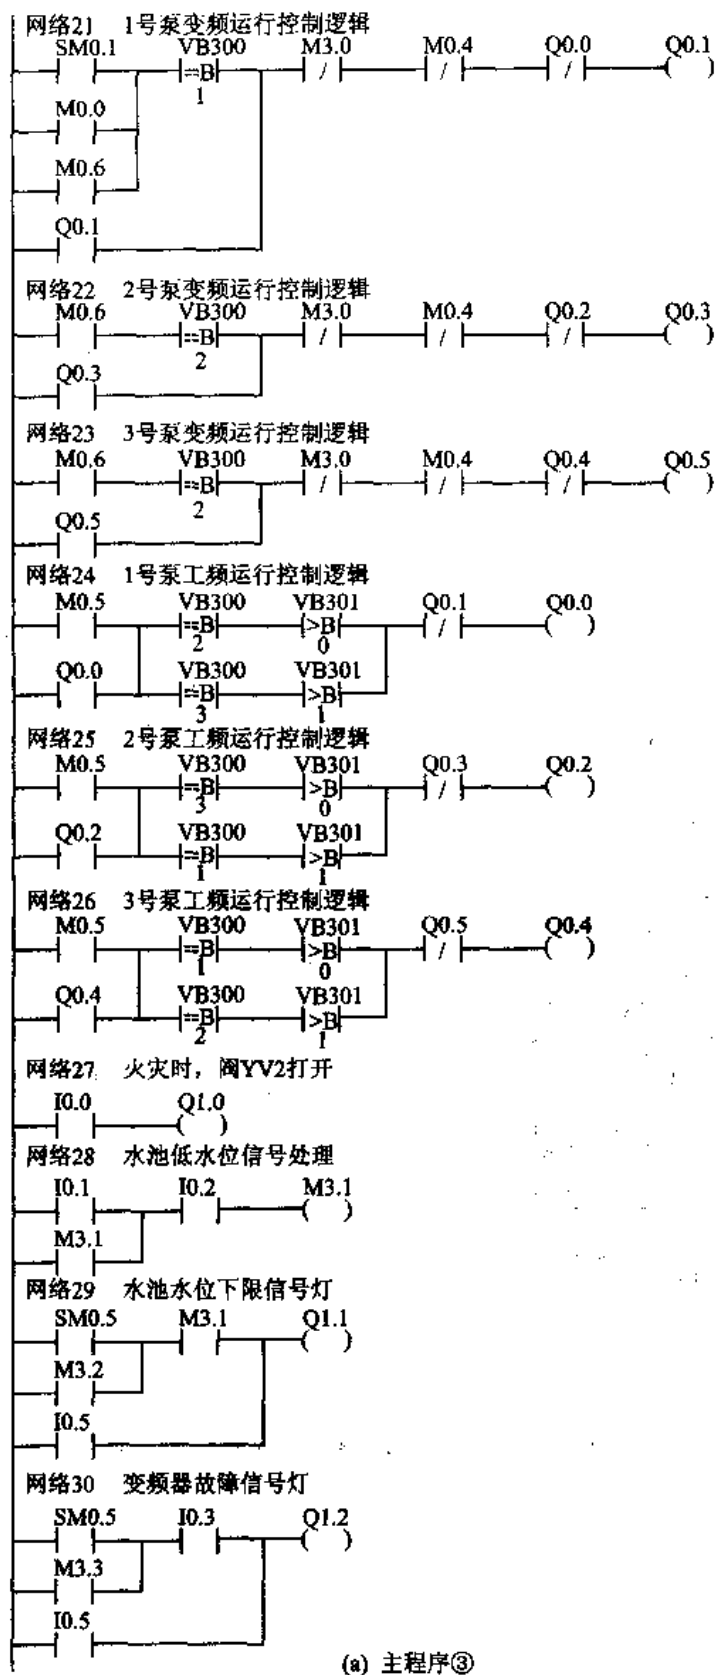 网络21 1号泵变频运行控制逻辑
SM0.1 VB300 M3.0 M0.4 Q0.0 Q0.1
==B / / /
1
M0.0
M0.6
Q0.1
网络22 2号泵变频运行控制逻辑
M0.6 VB300 M3.0 M0.4 Q0.2 Q0.3
==B / / /
2
Q0.3
网络23 3号泵变频运行控制逻辑
M0.6 VB300 M3.0 M0.4 Q0.4 Q0.5
==B / / /
2
Q0.5
网络24 1号泵工频运行控制逻辑
M0.5 VB300 VB301 Q0.1 Q0.0
==B >B /
2 0
Q0.0 VB300 VB301
==B >B
3 1
网络25 2号泵工频运行控制逻辑
M0.5 VB300 VB301 Q0.3 Q0.2
==B >B /
3 0
Q0.2 VB300 VB301
==B >B
1 1
网络26 3号泵工频运行控制逻辑
M0.5 VB300 VB301 Q0.5 Q0.4
==B >B /
1 0
Q0.4 VB300 VB301
==B >B
2 1
网络27 火灾时，阀YV2打开
I0.0 Q1.0
网络28 水池低水位信号处理
I0.1 I0.2 M3.1
M3.1
网络29 水池水位下限信号灯
SM0.5 M3.1 Q1.1
M3.2
I0.5
网络30 变频器故障信号灯
SM0.5 I0.3 Q1.2
M3.3
I0.5
(a) 主程序③